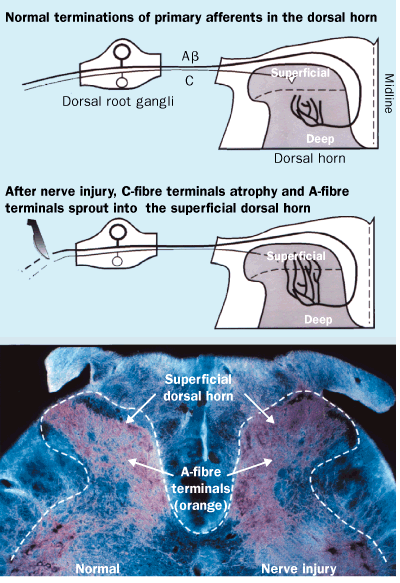 Normal terminations of primary afferents in the dorsal horn
Aβ
C
Superficial
Dorsal root gangli
Midline
Deep
Dorsal horn
After nerve injury, C-fibre terminals atrophy and A-fibre
terminals sprout into the superficial dorsal horn
Superficial
Deep
Superficial
dorsal horn
A-fibre
terminals
(orange)
Normal
Nerve injury